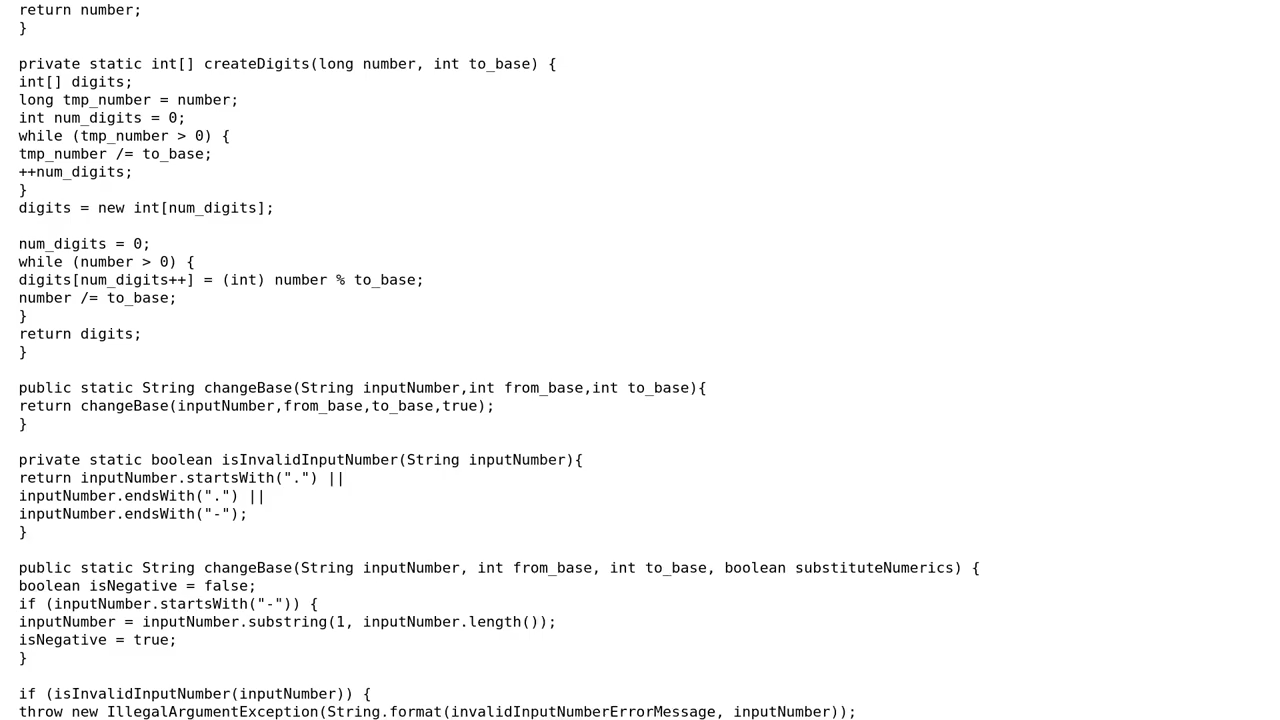 return number;
}
private static int[] createDigits(long number, int to_base) {
int[] digits;
long tmp_number = number;
int num_digits = 0;
while (tmp_number > 0) {
tmp_number /= to_base;
++num_digits;
}
digits = new int[num_digits];
num_digits = 0;
while (number > 0) {
digits[num_digits++] = (int) number % to_base;
number /= to_base;
}
return digits;
}
public static String changeBase(String inputNumber,int from_base,int to_base){
return changeBase(inputNumber,from_base,to_base,true);
}
private static boolean isInvalidInputNumber(String inputNumber){
return inputNumber.startsWith(".") ||
inputNumber.endsWith(".") ||
inputNumber.endsWith("-");
}
public static String changeBase(String inputNumber, int from_base, int to_base, boolean substituteNumerics) {
boolean isNegative = false;
if (inputNumber.startsWith("-")) {
inputNumber = inputNumber.substring(1, inputNumber.length());
isNegative = true;
}
if (isInvalidInputNumber(inputNumber)) {
throw new IllegalArgumentException(String.format(invalidInputNumberErrorMessage, inputNumber));